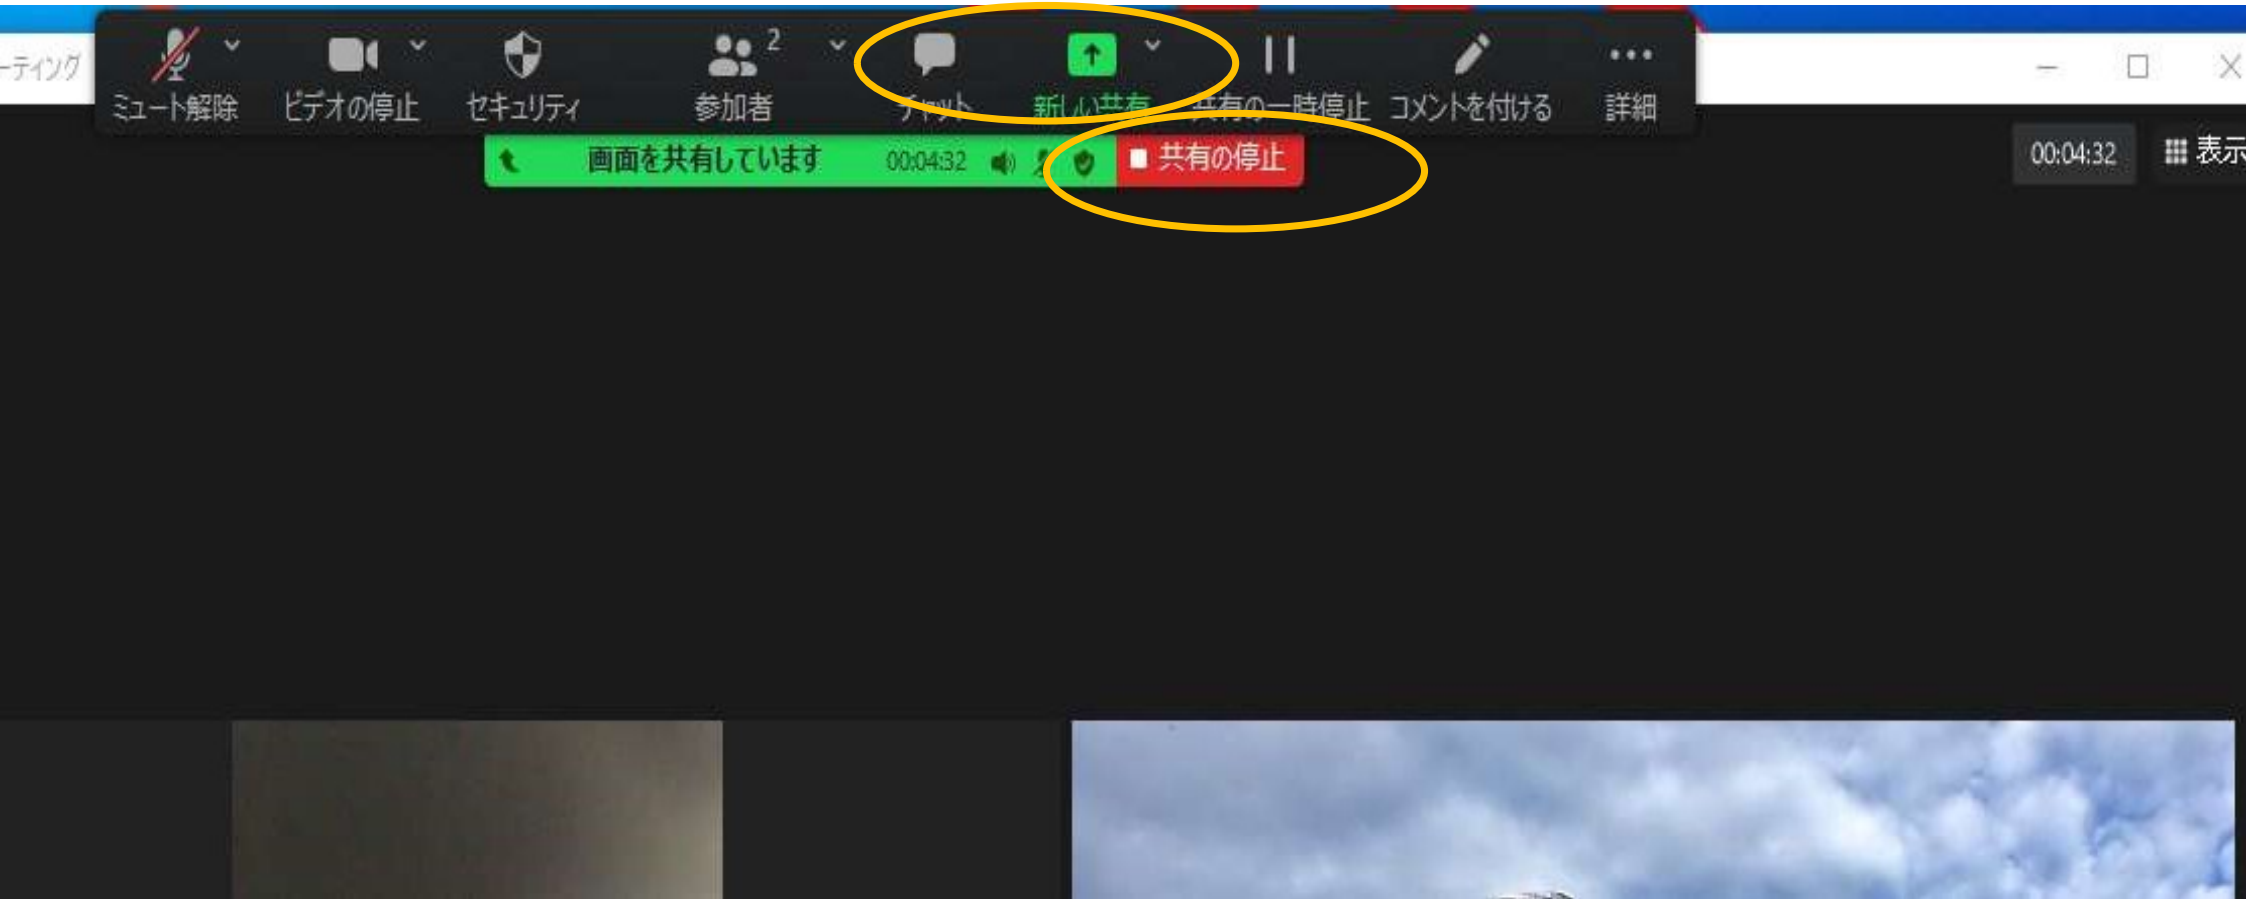 ーティング
2
ミュート解除 ビデオの停止 セキュリティ 参加者 チャット 新しい共有 共有の一時停止 コメントを付ける 詳細
画面を共有しています 00:04:32 共有の停止
00:04:32 表示